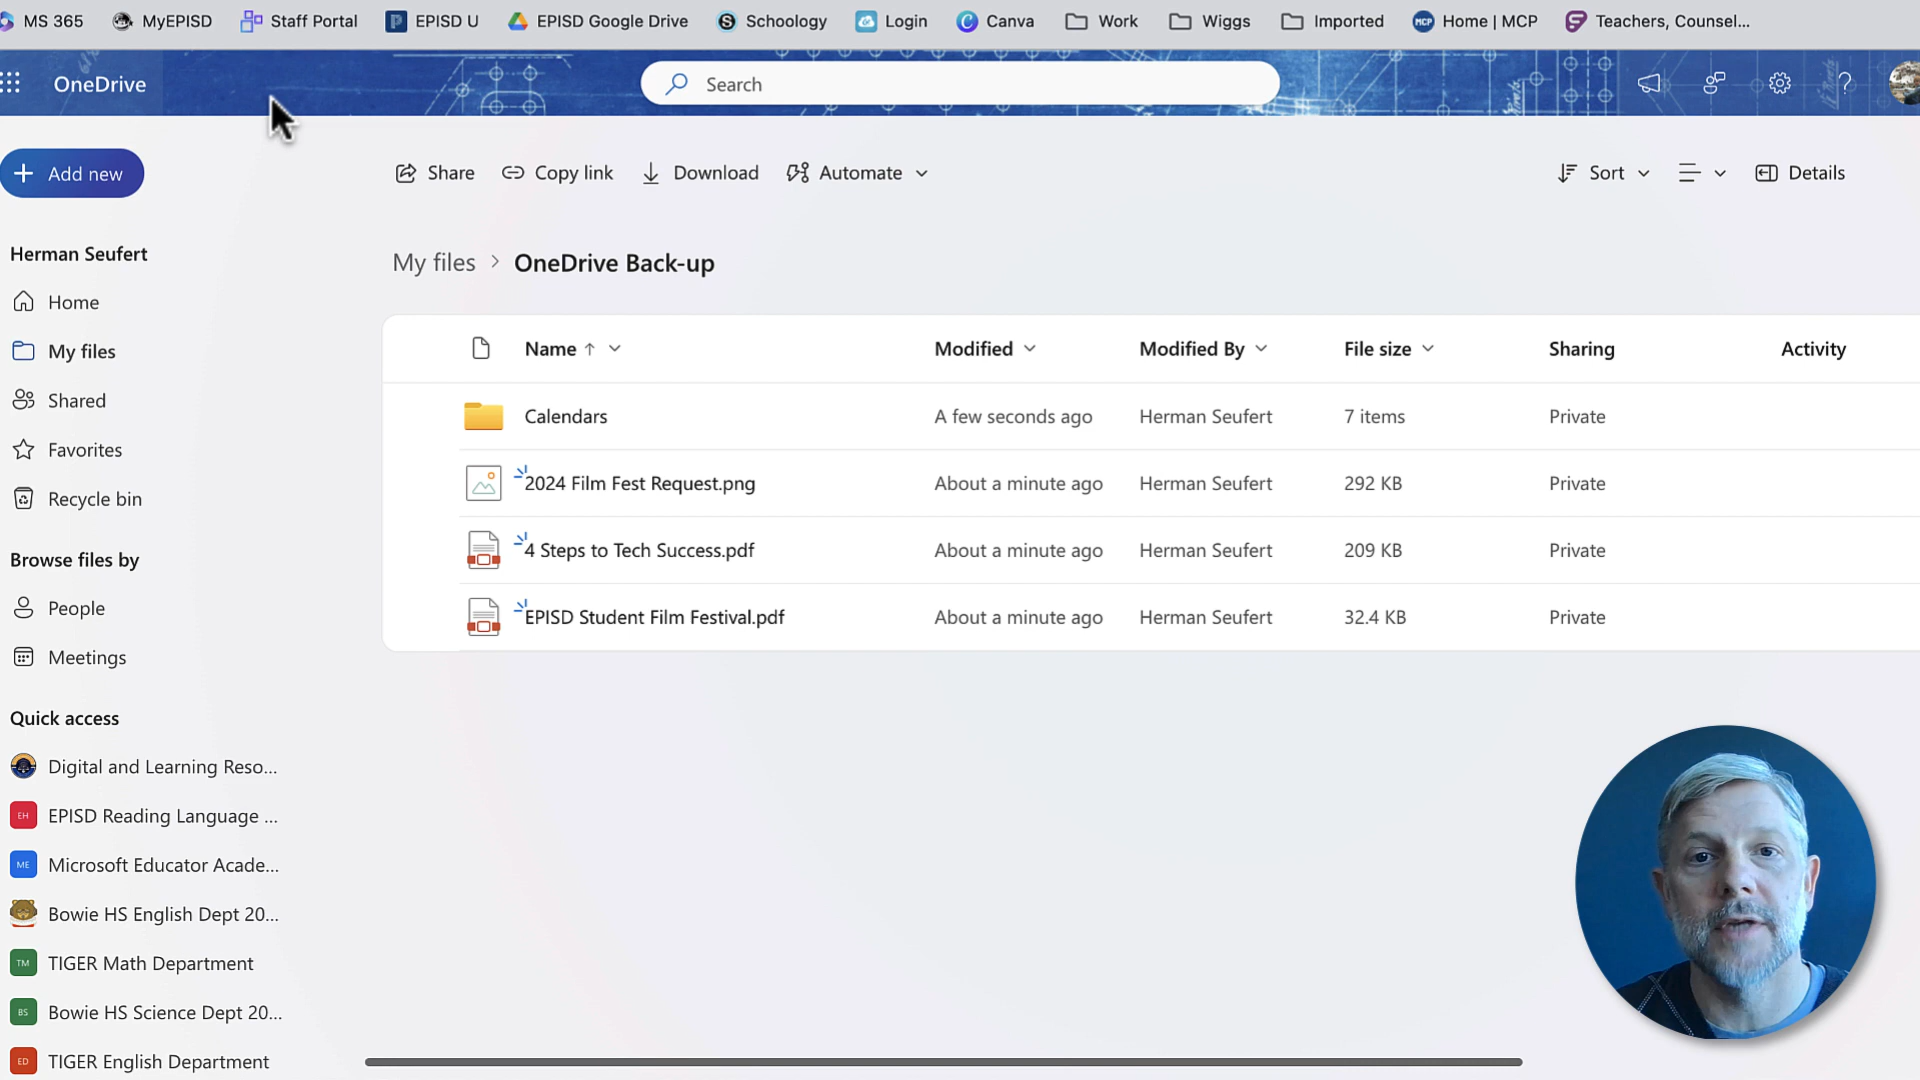 MS 365 MyEPISD Staff Portal EPISD U EPISD Google Drive Schoology Login Canva Work Wiggs Imported MCP Home | MCP Teachers, Counsel...
OneDrive Search
Add new Share Copy link Download Automate Sort Details
Herman Seufert
My files > OneDrive Back-up
Home
My files
Shared
Favorites
Recycle bin
Name Modified Modified By File size Sharing Activity
Calendars A few seconds ago Herman Seufert 7 items Private
2024 Film Fest Request.png About a minute ago Herman Seufert 292 KB Private
4 Steps to Tech Success.pdf About a minute ago Herman Seufert 209 KB Private
EPISD Student Film Festival.pdf About a minute ago Herman Seufert 32.4 KB Private
Browse files by
People
Meetings
Quick access
Digital and Learning Reso...
EH EPISD Reading Language ...
ME Microsoft Educator Acade...
Bowie HS English Dept 20...
TM TIGER Math Department
BS Bowie HS Science Dept 20...
ED TIGER English Department